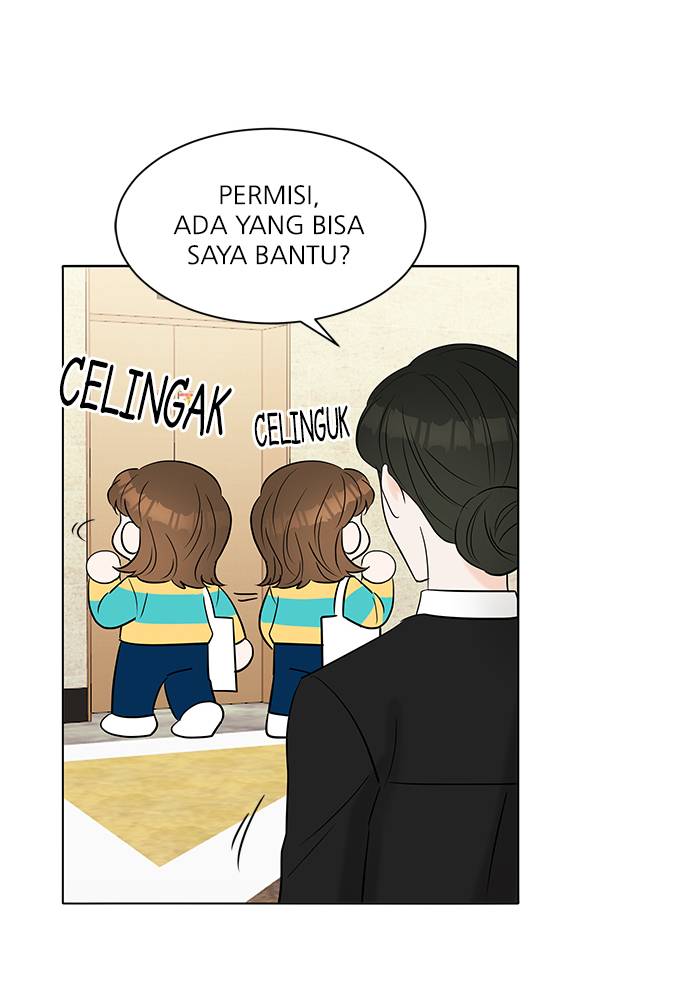 PERMISI,
ADA YANG BISA
SAYA BANTU?
CELINGAK
CELINGUK